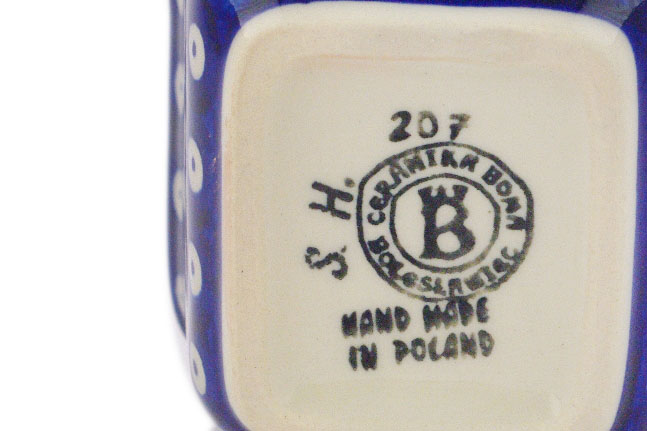 207
S. H.
CERAMIKA BONA
B
BOLESŁAWIEC
HAND MADE
IN POLAND